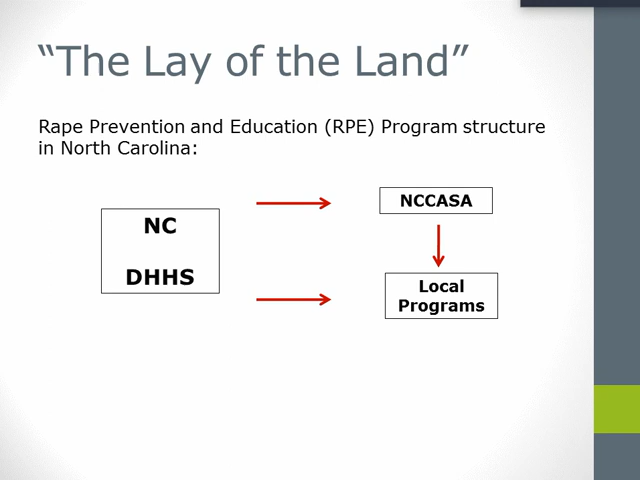 “The Lay of the Land”
Rape Prevention and Education (RPE) Program structure
in North Carolina:
NC
DHHS
NCCASA
Local
Programs